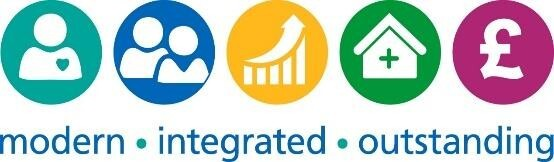 £
modern • integrated • outstanding